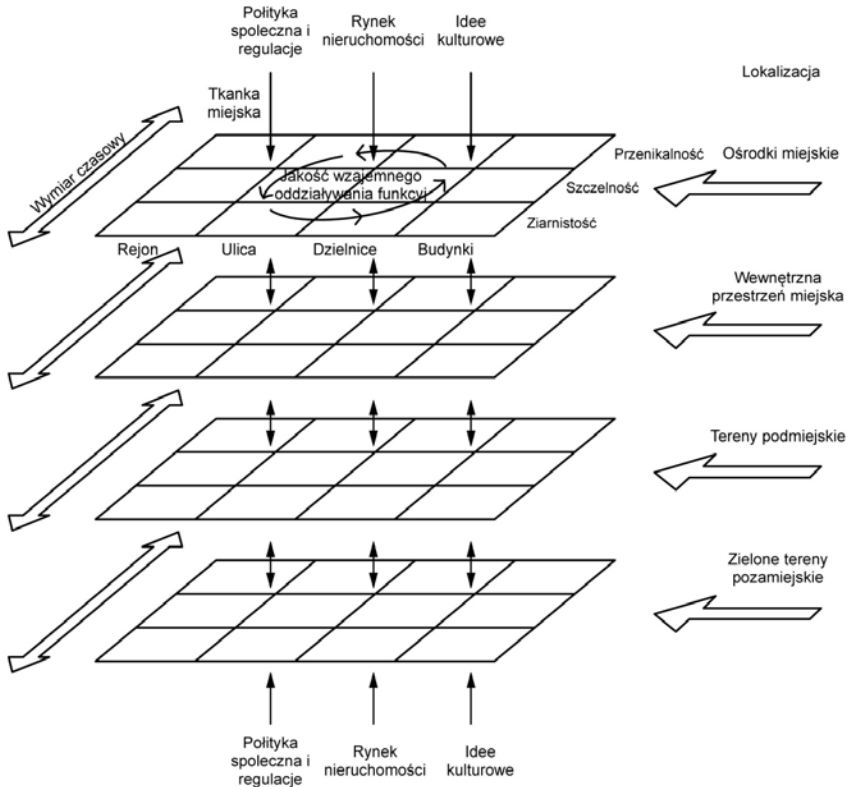 Polityka
społeczna i
regulacje
Rynek
nieruchomości
Idee
kulturowe
Lokalizacja
Tkanka
miejska
Wymiar czasowy
Jakość wzajemnego
oddziaływania funkcyj
Przenikalność
Szczelność
Ziarnistość
Ośrodki miejskie
Rejon
Ulica
Dzielnice
Budynki
Wewnętrzna
przestrzeń miejska
Tereny podmiejskie
Zielone tereny
pozamiejskie
Polityka
społeczna i
regulacje
Rynek
nieruchomości
Idee
kulturowe